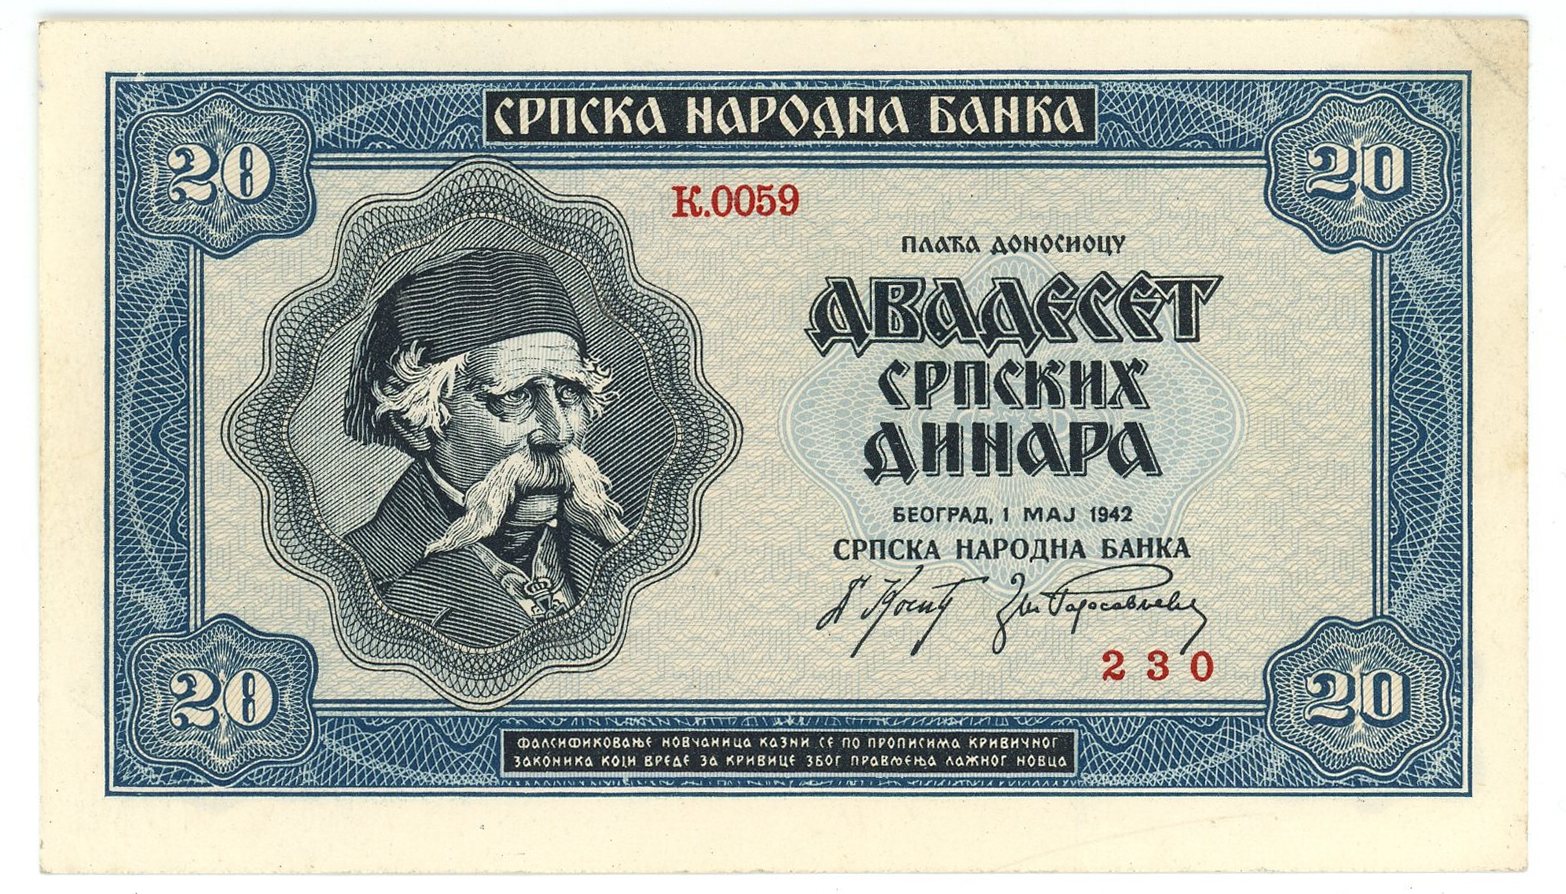 СРПСКА НАРОДНА БАНКА
20
20
К.0059
ПЛАЋА ДОНОСИОЦУ
ДВАДЕСЕТ
СРПСКИХ
ДИНАРА
БЕОГРАД, 1 МАЈ 1942
СРПСКА НАРОДНА БАНКА
230
20
20
ФАЛСИФИКОВАЊЕ НОВЧАНИЦА КАЗНИ СЕ ПО ПРОПИСИМА КРИВИЧНОГ
ЗАКОНИКА КОЈИ ВРЕДЕ ЗА КРИВИЦЕ ЗБОГ ПРАВЉЕЊА ЛАЖНОГ НОВЦА